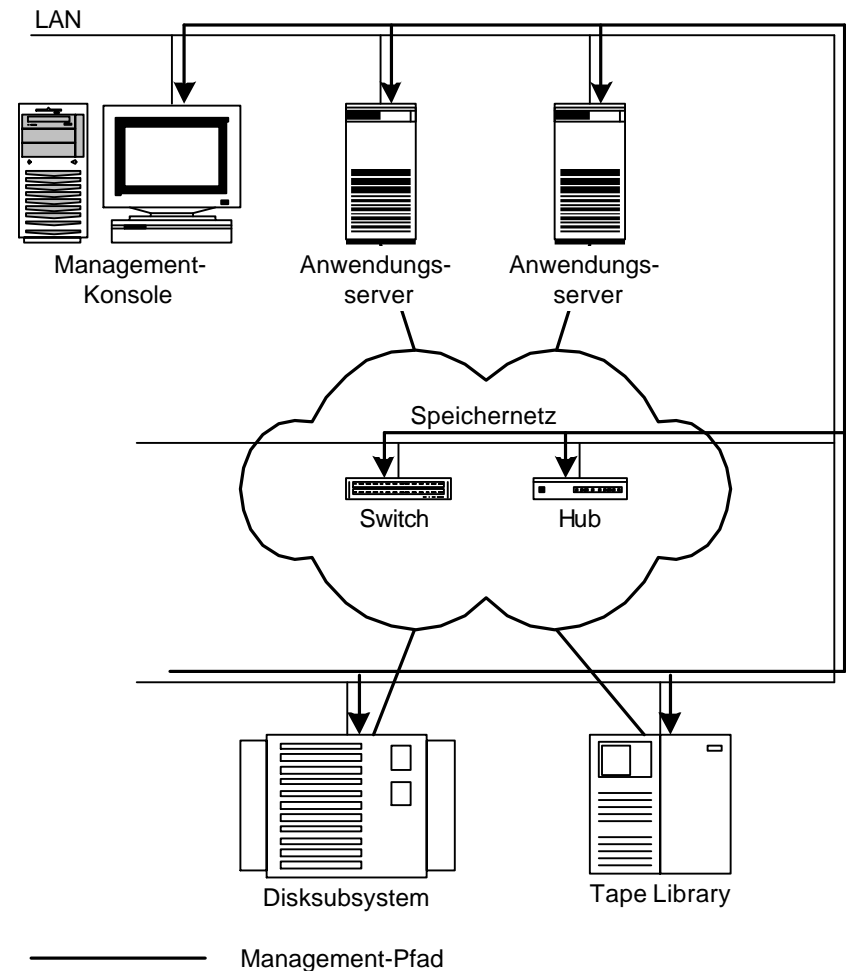 LAN
Management-
Konsole
Anwendungs-
server
Anwendungs-
server
Speichernetz
Switch
Hub
Disksubsystem
Tape Library
Management-Pfad